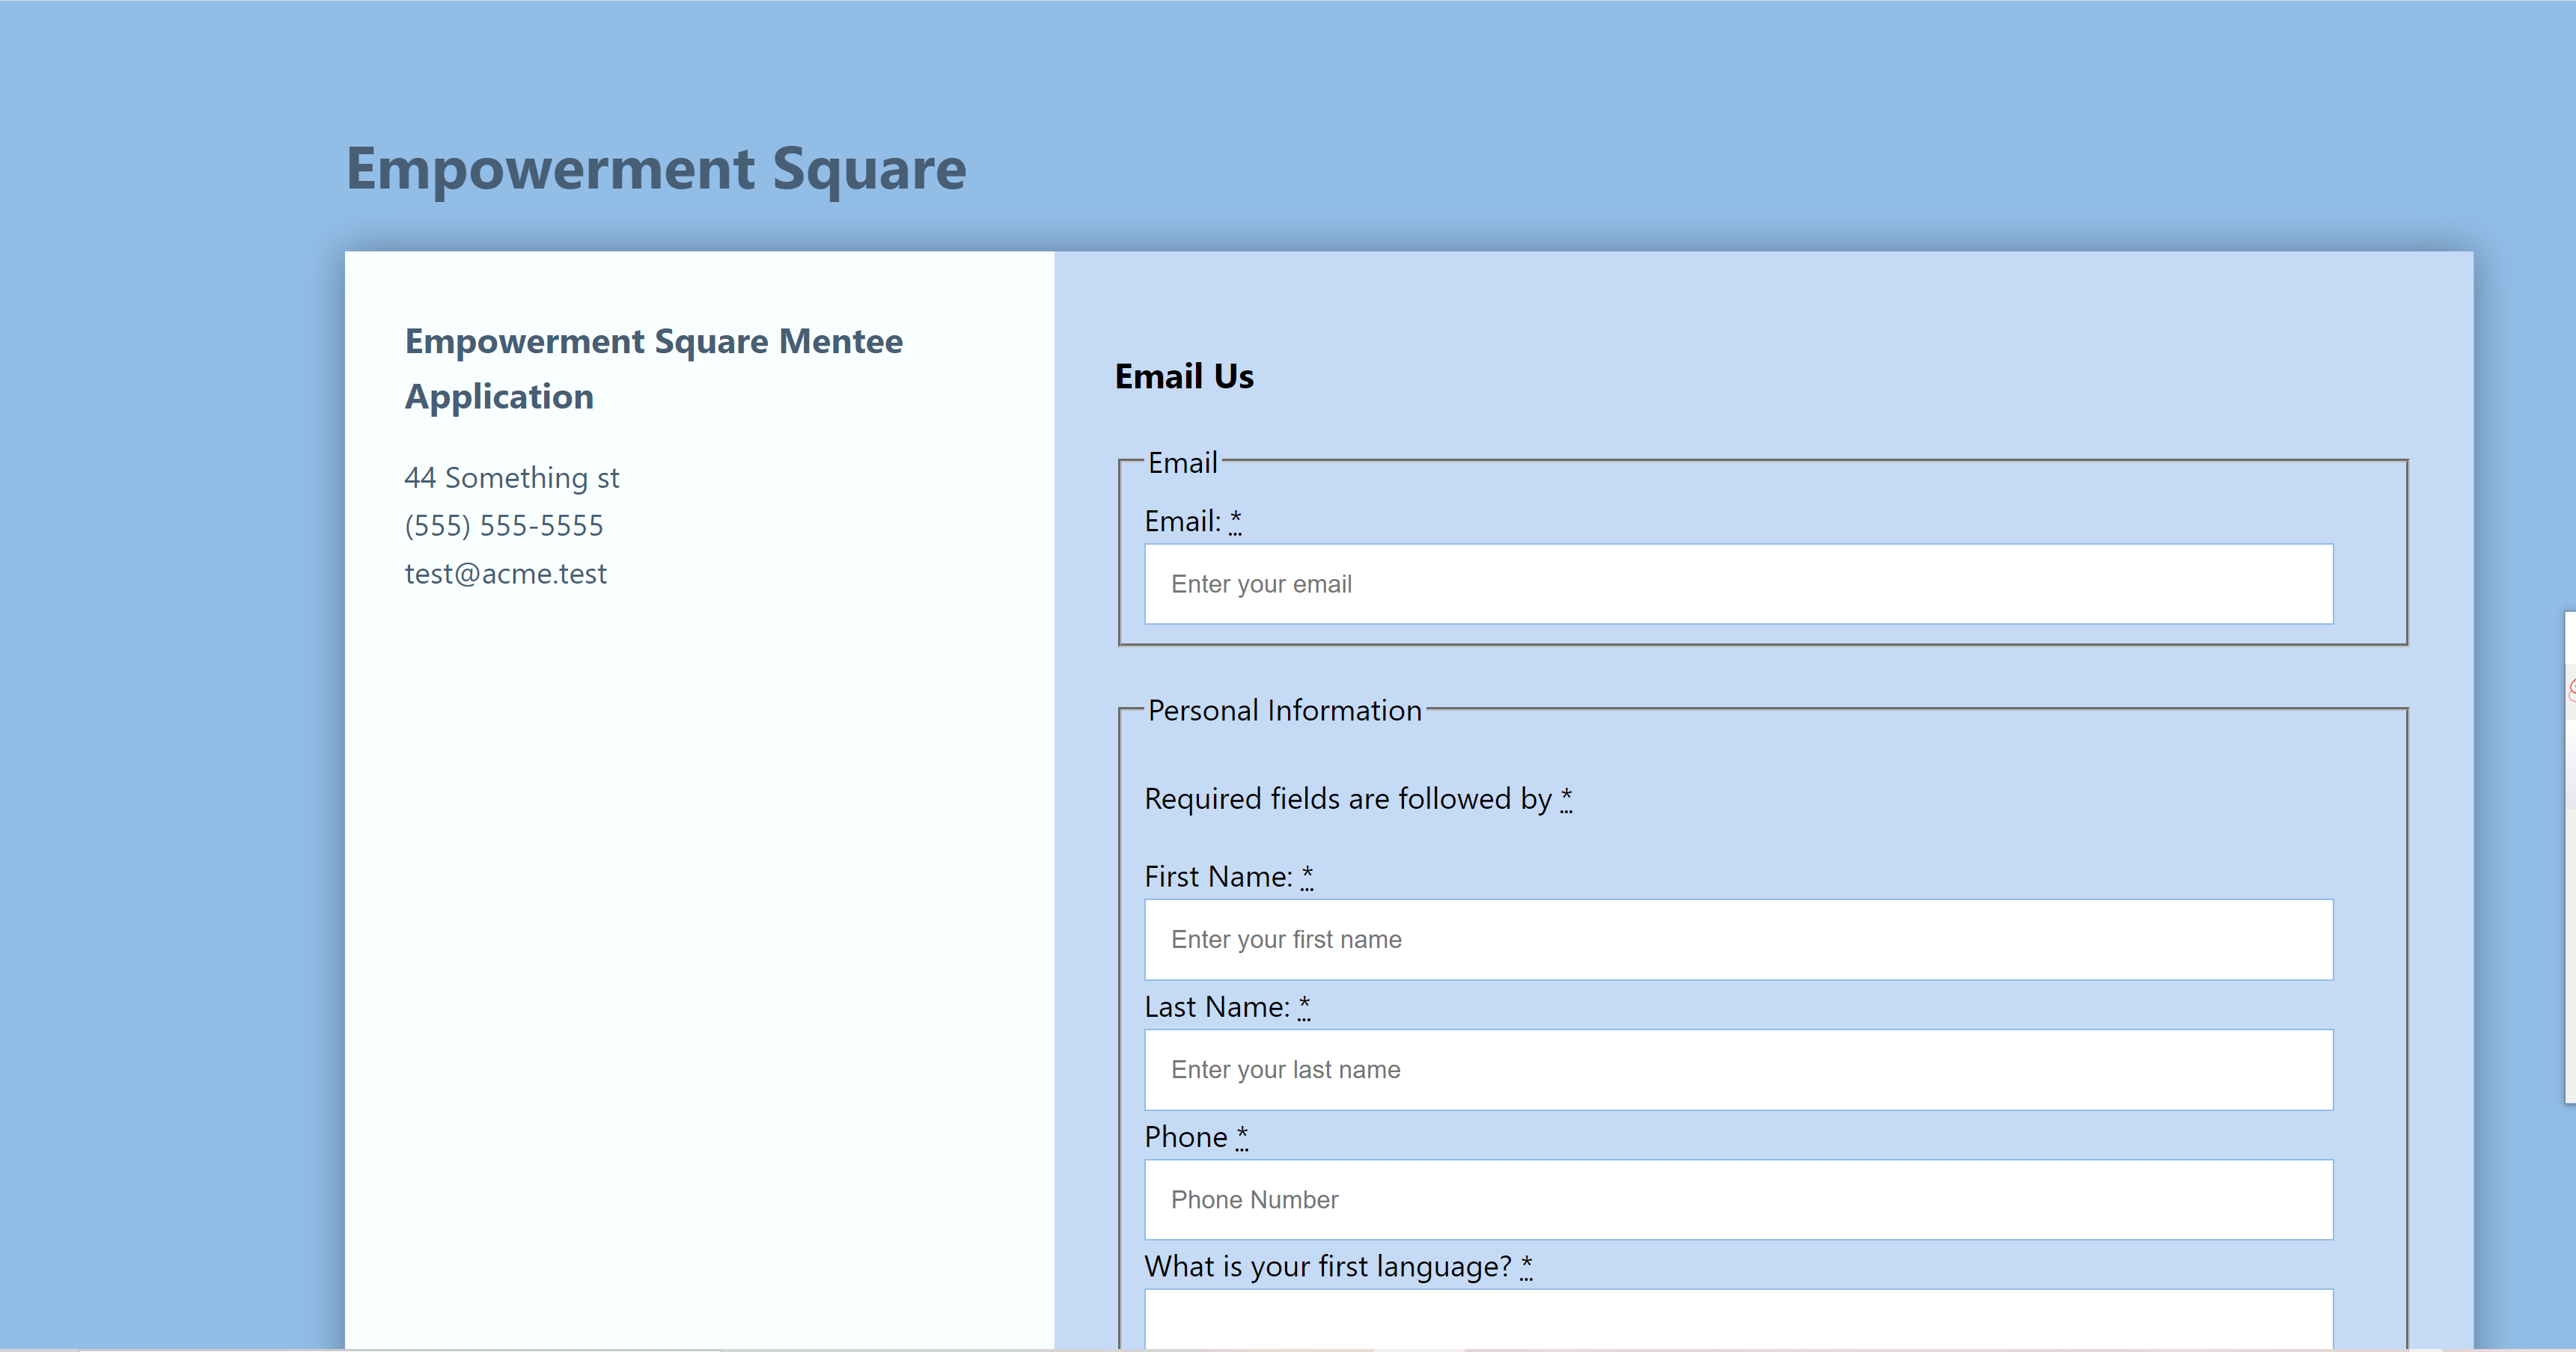 Empowerment Square
Empowerment Square Mentee
Application
44 Something st
(555) 555-5555
test@acme.test
Email Us
Email
Email: *
Enter your email
Personal Information
Required fields are followed by *
First Name: *
Enter your first name
Last Name: *
Enter your last name
Phone *
Phone Number
What is your first language? *